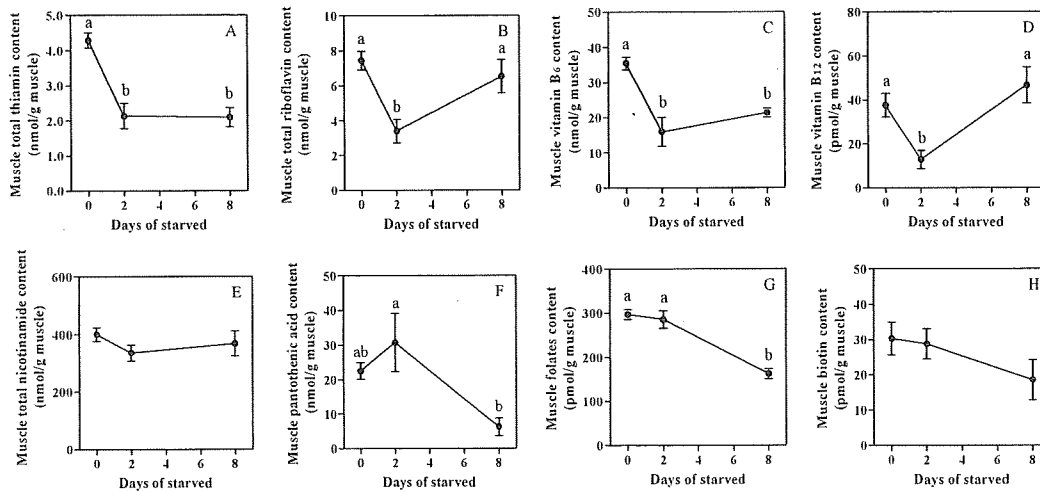 Muscle total thiamin content
(nmol/g muscle)
5.0
4.0
3.0
2.0
1.0
0.0
a
b
b
A
0 2 4 6 8
Days of starved
Muscle total riboflavin content
(nmol/g muscle)
10
8
6
4
2
0
a
b
a
B
0 2 4 6 8
Days of starved
Muscle vitamin B6 content
(nmol/g muscle)
50
40
30
20
10
0
a
b
b
C
0 2 4 6 8
Days of starved
Muscle vitamin B12 content
(pmol/g muscle)
80
60
40
20
0
a
b
a
D
0 2 4 6 8
Days of starved
Muscle total nicotinamide content
(nmol/g muscle)
600
400
200
0
E
0 2 4 6 8
Days of starved
Muscle pantothenic acid content
(nmol/g muscle)
50
40
30
20
10
0
ab
a
b
F
0 2 4 6 8
Days of starved
Muscle folates content
(pmol/g muscle)
400
300
200
100
0
a
a
b
G
0 2 4 6 8
Days of starved
Muscle biotin content
(pmol/g muscle)
50
40
30
20
10
0
H
0 2 4 6 8
Days of starved